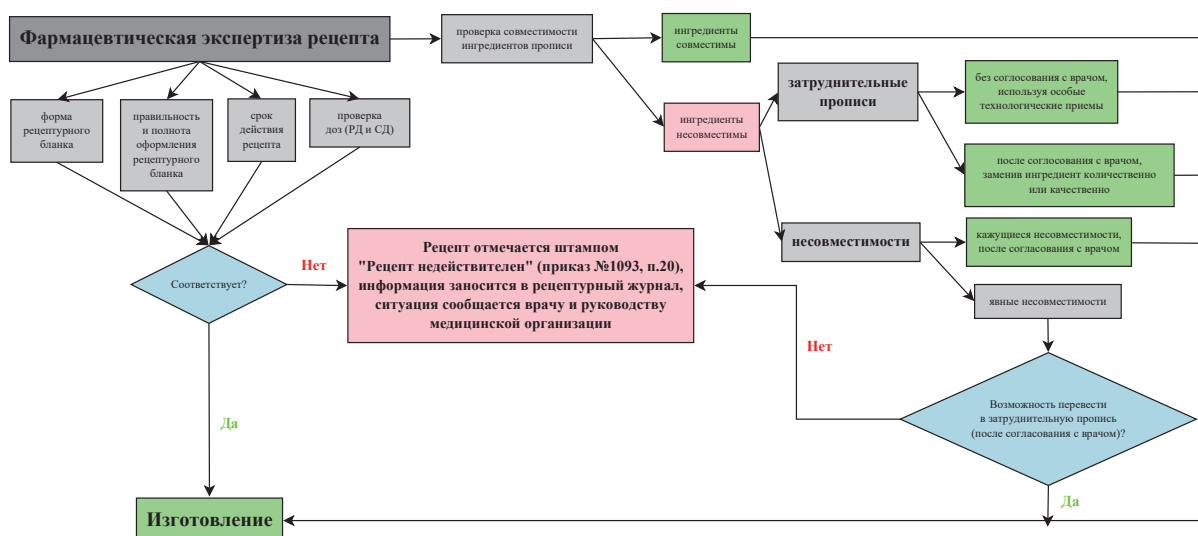 Фармацевтическая экспертиза рецепта
проверка совместимости
ингредиентов прописи
ингредиенты
совместимы
форма
рецептурного
бланка
правильность
и полнота
оформления
рецептурного
бланка
срок
действия
рецепта
проверка
доз (РД и СД)
ингредиенты
несовместимы
затруднительные
прописи
без согосования с врачом,
используя особые
технологические приемы
после согосования с врачом,
заменив ингредиент количественно
или качественно
несовместимости
кажущиеся несовместимости,
после согласования с врачом
явные несовместимости
Соответствует?
Нет
Рецепт отмечается штампом
"Рецепт недействителен" (приказ №1093, п.20),
информация заносится в рецептурный журнал,
ситуация сообщается врачу и руководству
медицинской организации
Нет
Возможность перевести
в затруднительную пропись
(после согласования с врачом)?
Да
Да
Изготовление